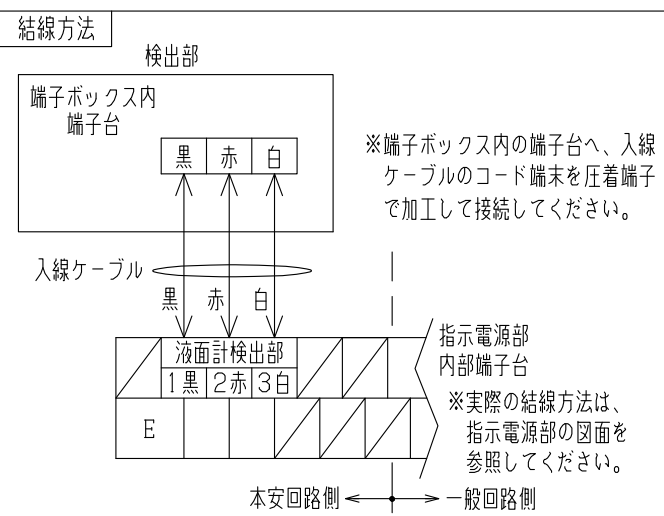 結線方法
検出部
端子ボックス内
端子台
黒 赤 白
※端子ボックス内の端子台へ、入線
ケーブルのコード端末を圧着端子
で加工して接続してください。
入線ケーブル
黒 赤 白
液面計検出部
1黒 2赤 3白
E
指示電源部
内部端子台
※実際の結線方法は、
指示電源部の図面を
参照してください。
本安回路側
一般回路側